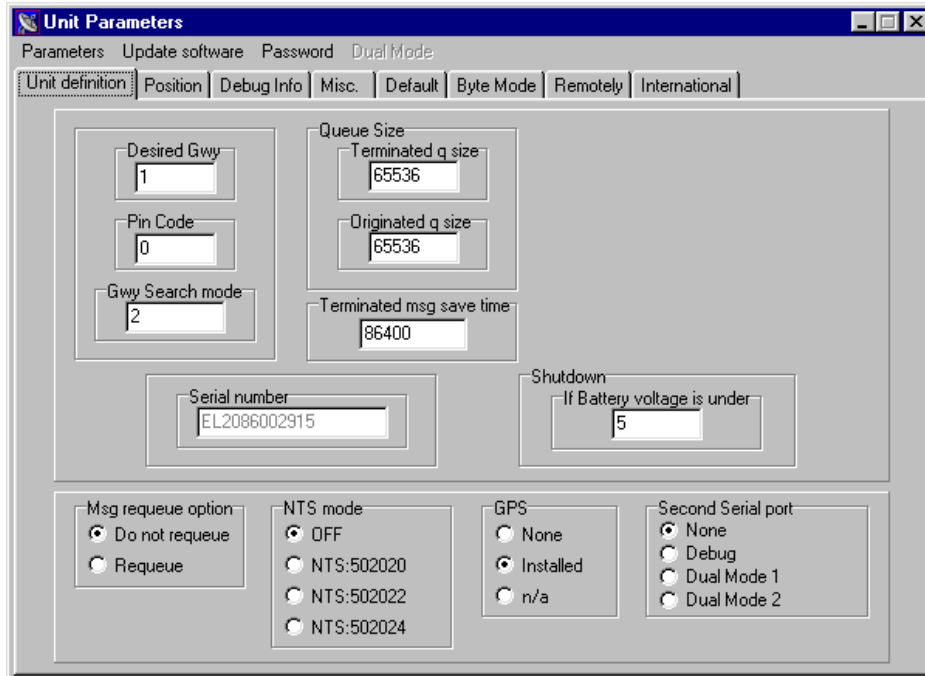 Unit Parameters
Parameters Update software Password Dual Mode
Unit definition Position Debug Info Misc. Default Byte Mode Remotely International
Desired Gwy
1
Pin Code
0
Gwy Search mode
2
Queue Size
Terminated q size
65536
Originated q size
65536
Terminated msg save time
86400
Serial number
EL2086002915
Shutdown
If Battery voltage is under
5
Msg requeue option
Do not requeue
Requeue
NTS mode
OFF
NTS:502020
NTS:502022
NTS:502024
GPS
None
Installed
n/a
Second Serial port
None
Debug
Dual Mode 1
Dual Mode 2